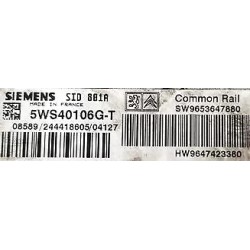 SIEMENS SID 801A
MADE IN FRANCE
5WS40106G-T
08589/244418605/04127
Common Rail
SW9653647880
HW9647423380